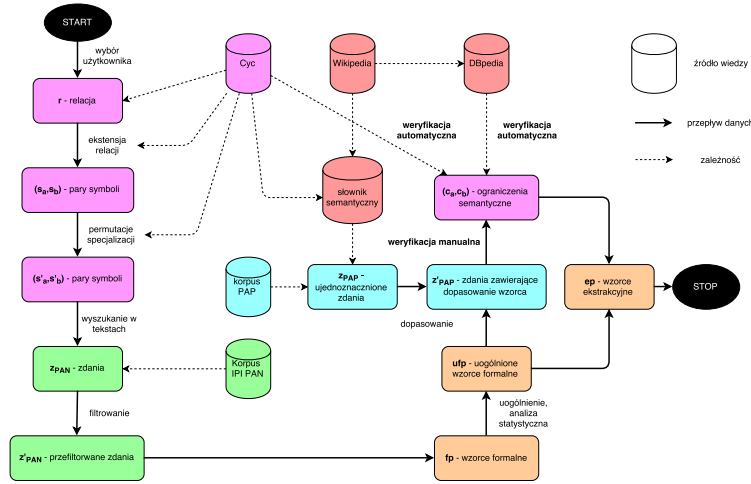 START
wybór
użytkownika
r - relacja
ekstensja
relacji
(sa,sb) - pary symboli
permutacje
specjalizacji
(s'a,s'b) - pary symboli
wyszukanie w
tekstach
zPAN - zdania
filtrowanie
z'PAN - przefiltorwane zdania
Cyc
Wikipedia
DBpedia
weryfikacja
automatyczna
weryfikacja
automatyczna
słownik
semantyczny
(ca,cb) - ograniczenia
semantyczne
weryfikacja manualna
korpus
PAP
zPAP -
ujednoznacznione
zdania
z'PAP - zdania zawierające
dopasowanie wzorca
ep - wzorce
ekstrakcyjne
STOP
dopasowanie
Korpus
IPI PAN
ufp - uogólnione
wzorce formalne
uogólnienie,
analiza
statystyczna
fp - wzorce formalne
źródło wiedzy
przepływ danych
zależność